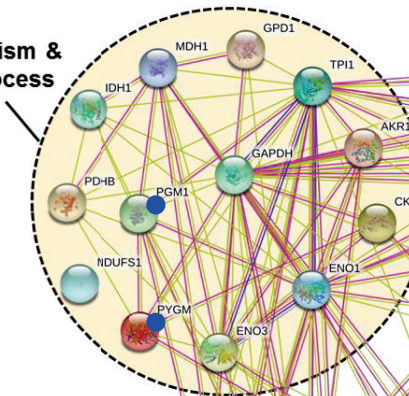 GPD1
ism &
MDH1
ocess
TPI1
IDH1
AKR1
GAPDH
PDHB
PGM1
CK
NDUFS1
ENO1
PYGM
ENO3